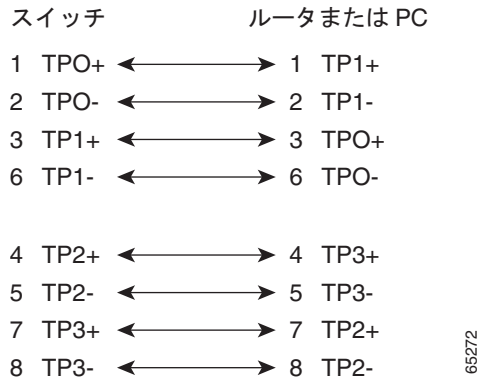 スイッチ ルータまたは PC
1 TPO+ 1 TP1+
2 TPO- 2 TP1-
3 TP1+ 3 TPO+
6 TP1- 6 TPO-
4 TP2+ 4 TP3+
5 TP2- 5 TP3-
7 TP3+ 7 TP2+
8 TP3- 8 TP2-
65272